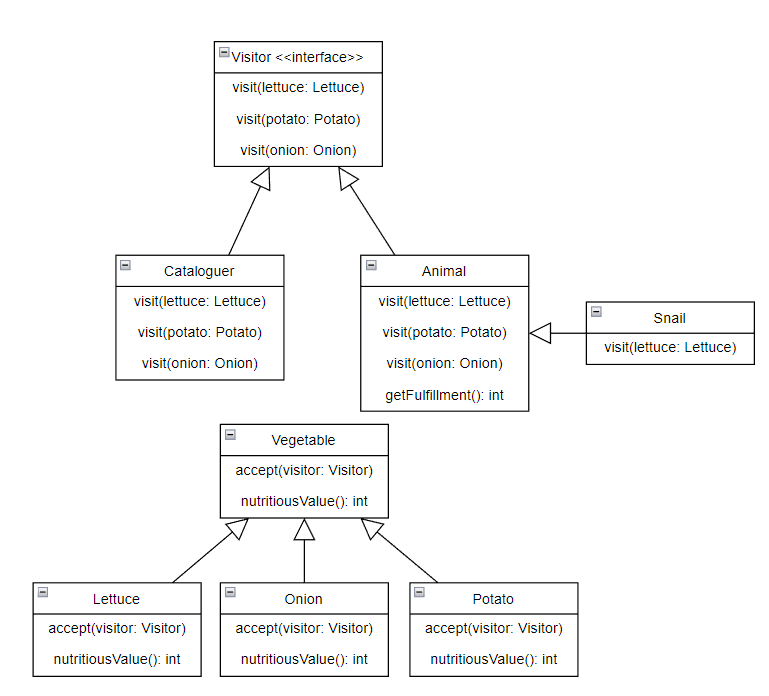 Visitor <<interface>>
visit(lettuce: Lettuce)
visit(potato: Potato)
visit(onion: Onion)
Cataloguer
visit(lettuce: Lettuce)
visit(potato: Potato)
visit(onion: Onion)
Animal
visit(lettuce: Lettuce)
visit(potato: Potato)
visit(onion: Onion)
getFulfillment(): int
Snail
visit(lettuce: Lettuce)
Vegetable
accept(visitor: Visitor)
nutritiousValue(): int
Lettuce
accept(visitor: Visitor)
nutritiousValue(): int
Onion
accept(visitor: Visitor)
nutritiousValue(): int
Potato
accept(visitor: Visitor)
nutritiousValue(): int